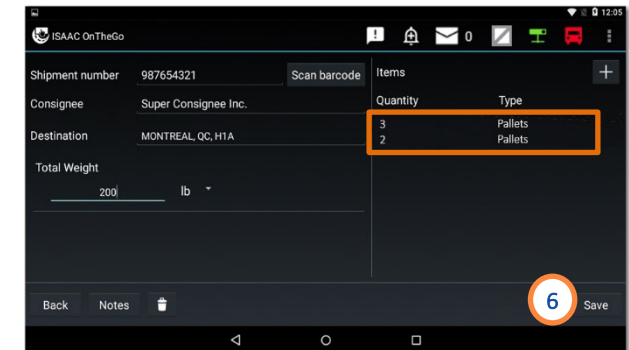 12:05
ISAAC OnTheGo
0
Shipment number 987654321 Scan barcode
Consignee Super Consignee Inc.
Destination MONTREAL, QC, H1A
Total Weight
200 lb
Items +
Quantity Type
3 Pallets
2 Pallets
Back Notes 6 Save